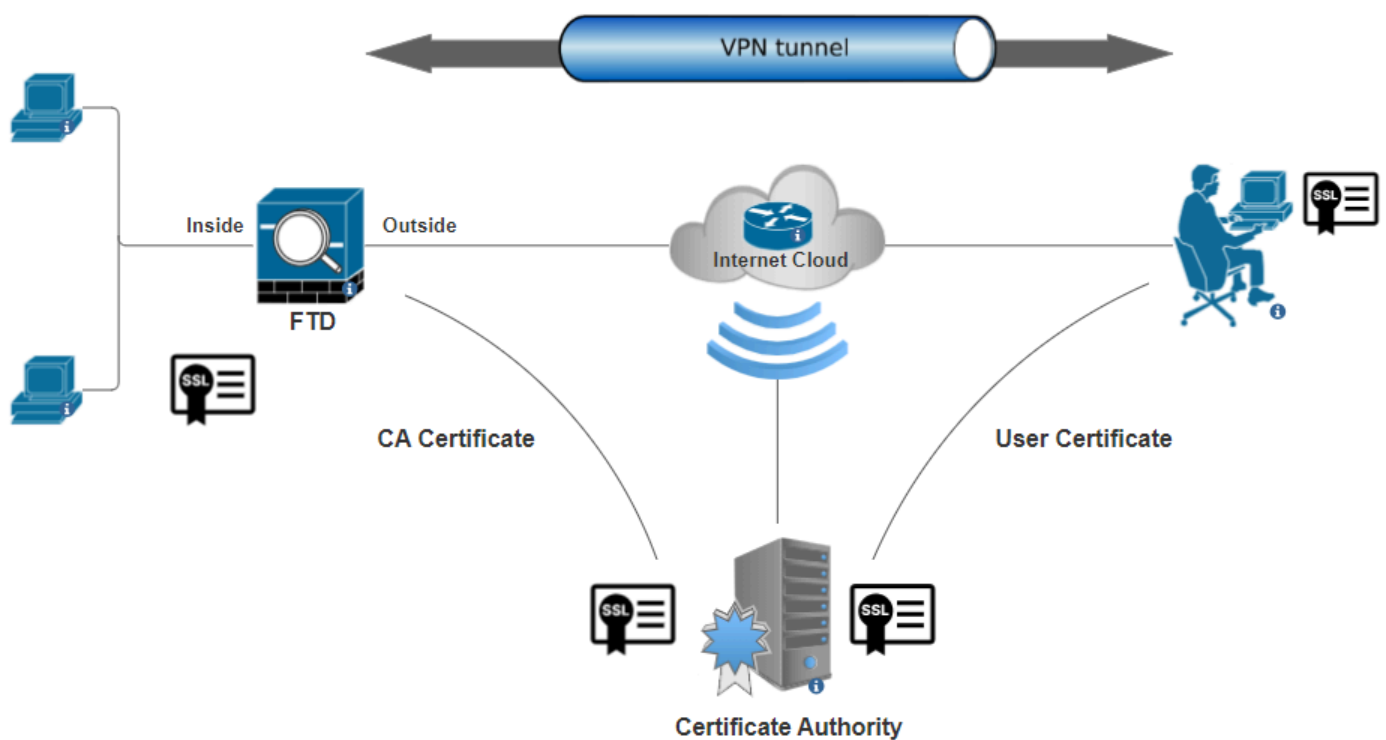 VPN tunnel
Inside
Outside
Internet Cloud
SSL
FTD
SSL
CA Certificate
User Certificate
SSL
SSL
Certificate Authority